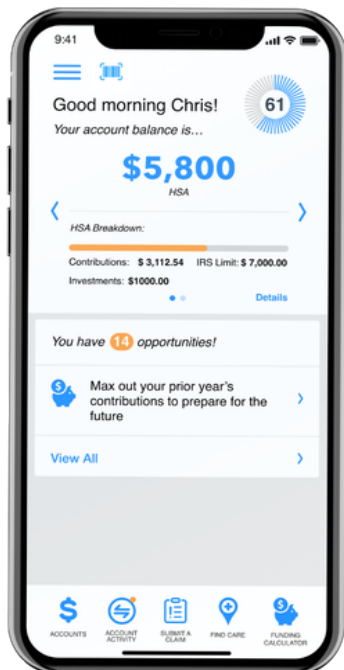 9:41
Good morning Chris!
61
Your account balance is...
$5,800
HSA
HSA Breakdown:
Contributions: $ 3,112.54 IRS Limit: $ 7,000.00
Investments: $1000.00
Details
You have 14 opportunities!
Max out your prior year's
contributions to prepare for the
future
View All
ACCOUNTS
ACCOUNT
ACTIVITY
SUBMIT A
CLAIM
FIND CARE
FUNDING
CALCULATOR